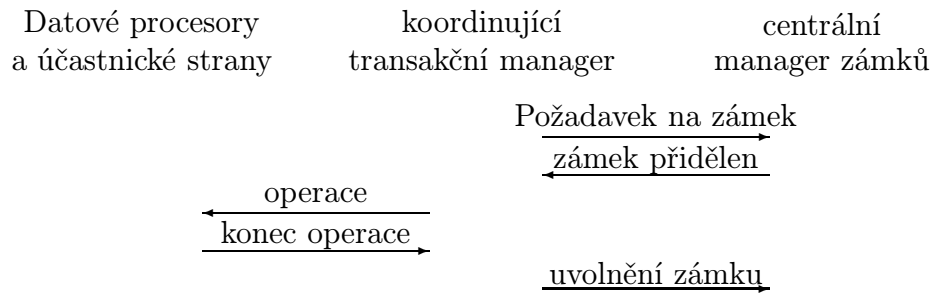 Datové procesory
a účastnické strany
koordinující
transakční manager
centrální
manager zámků
Požadavek na zámek
zámek přidělen
operace
konec operace
uvolnění zámku